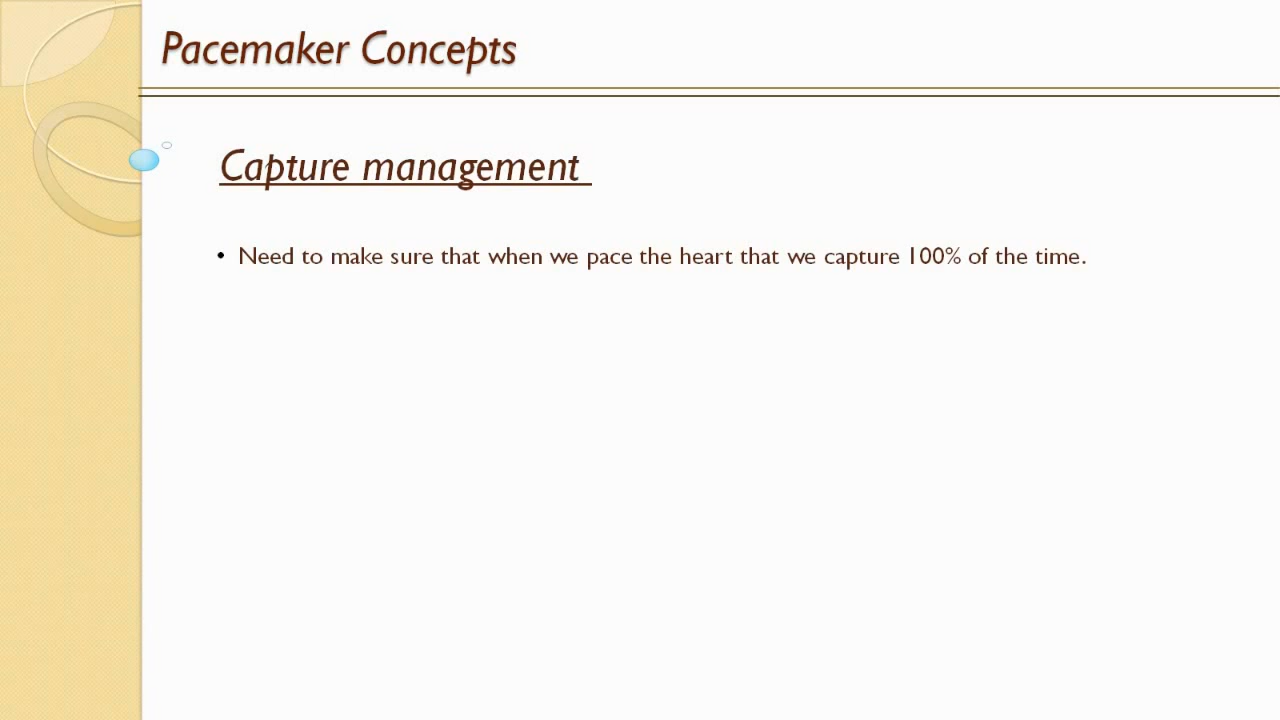 Pacemaker Concepts
Capture management
• Need to make sure that when we pace the heart that we capture 100% of the time.